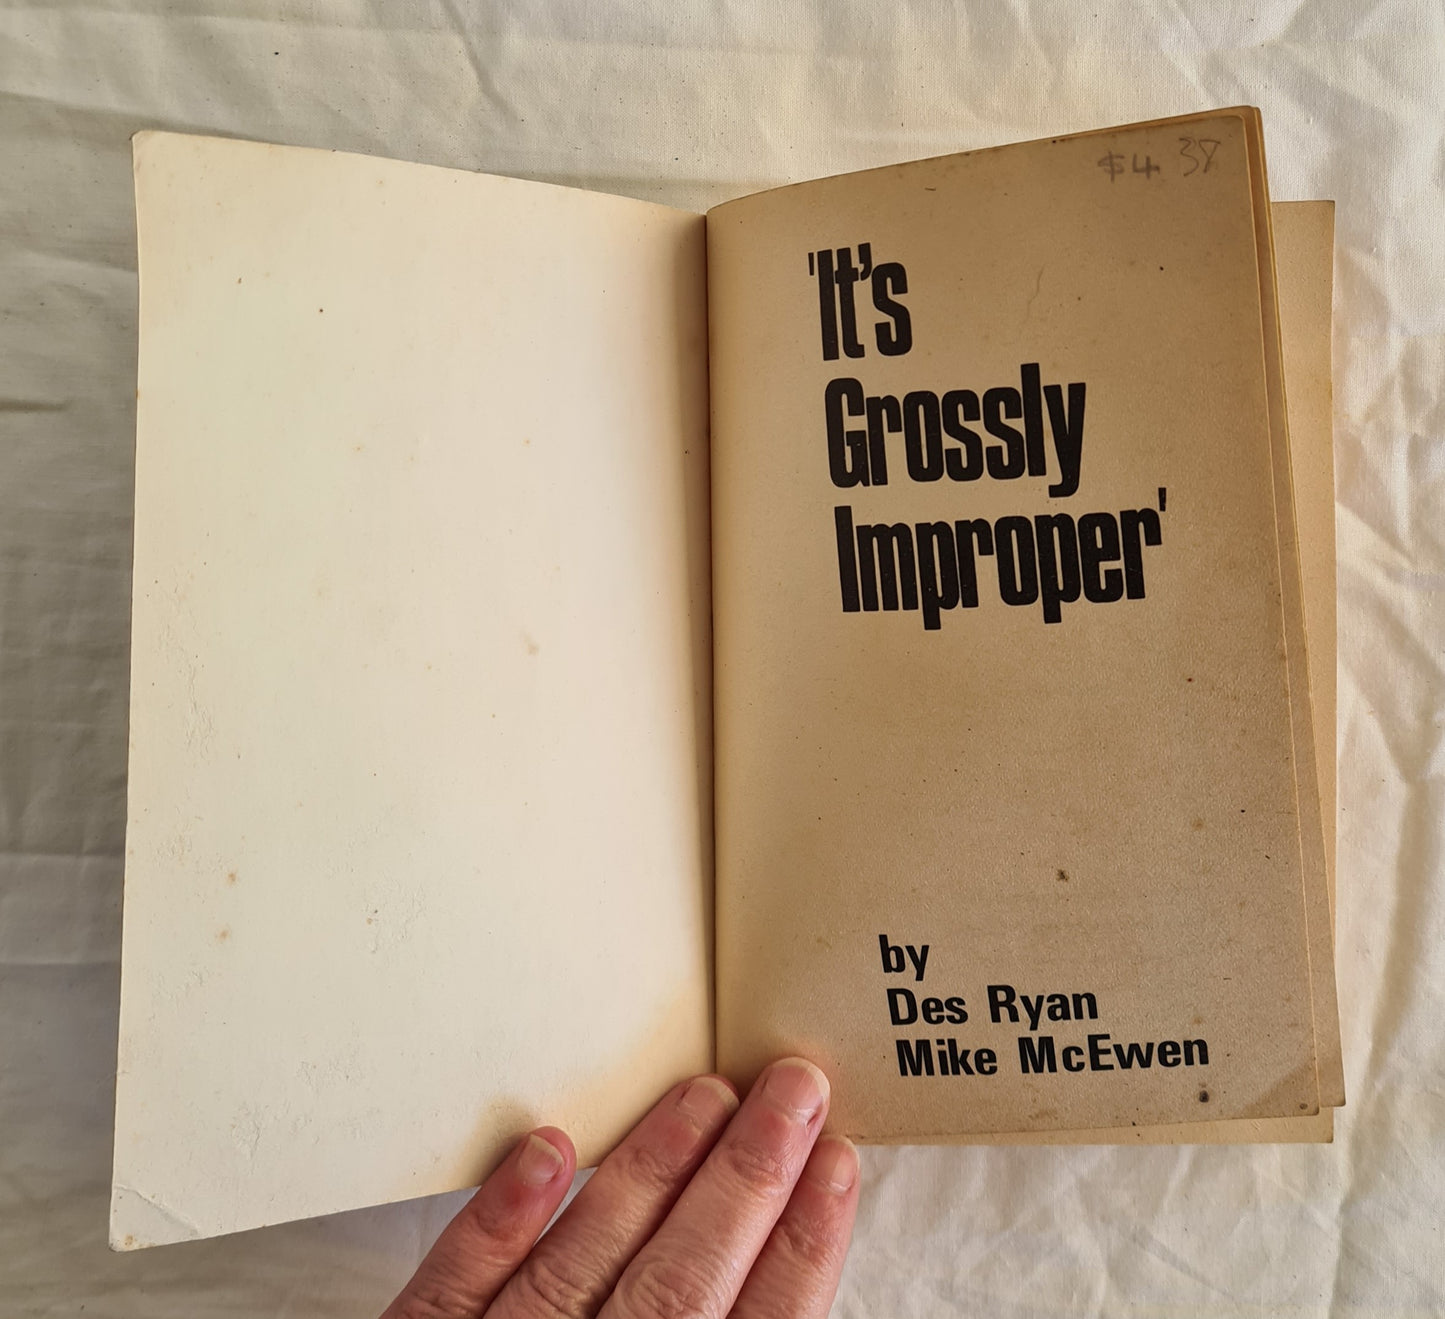 $4 38
'It's
Grossly
Improper'
by
Des Ryan
Mike McEwen